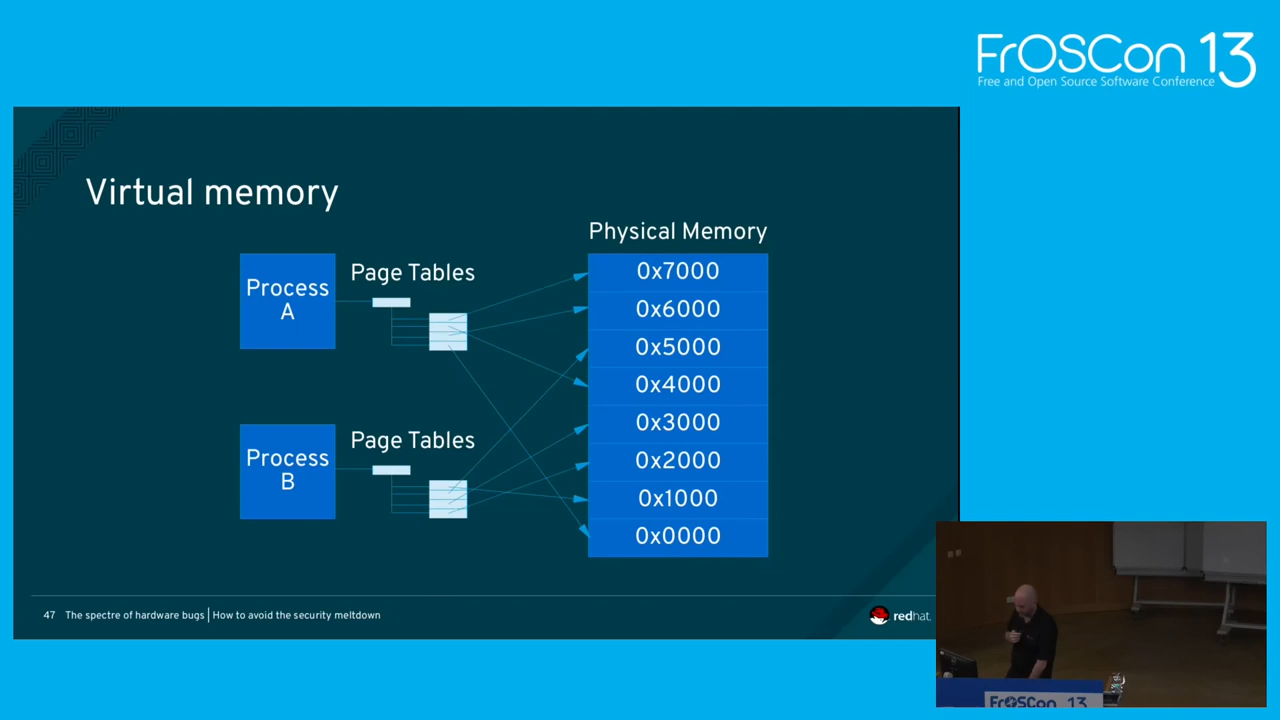 FrOSCon 13
Free and Open Source Software Conference
Virtual memory
Physical Memory
Process
A
Page Tables
0x7000
0x6000
0x5000
0x4000
0x3000
0x2000
0x1000
0x0000
Process
B
Page Tables
47 The spectre of hardware bugs | How to avoid the security meltdown
redhat.
FrOSCon 13